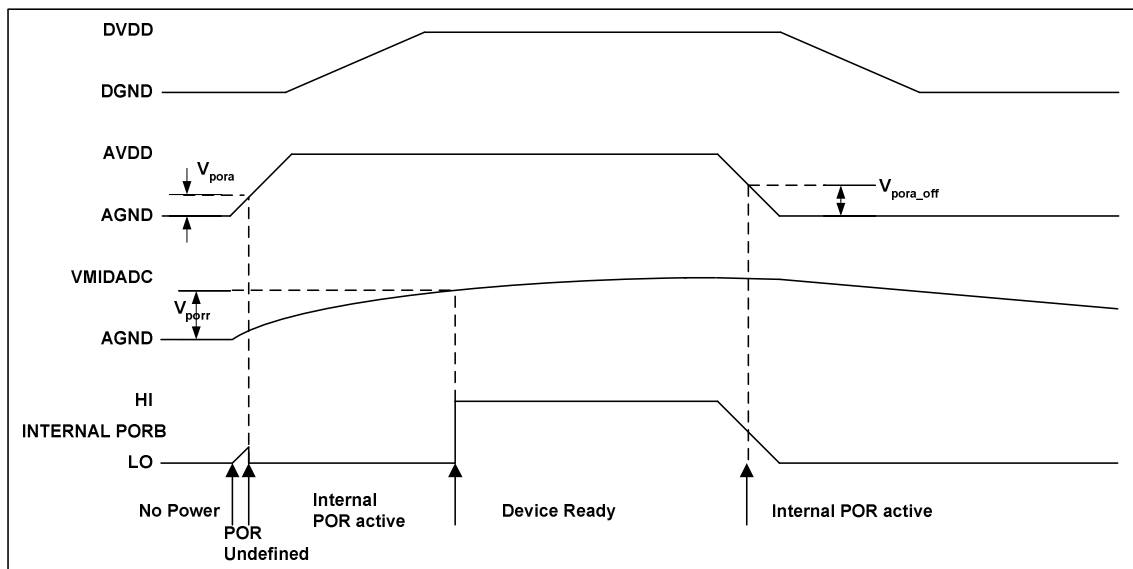 DVDD
DGND
AVDD
Vpora
Vpora_off
AGND
VMIDADC
Vporr
AGND
HI
INTERNAL PORB
LO
No Power
POR
Undefined
Internal
POR active
Device Ready
Internal POR active